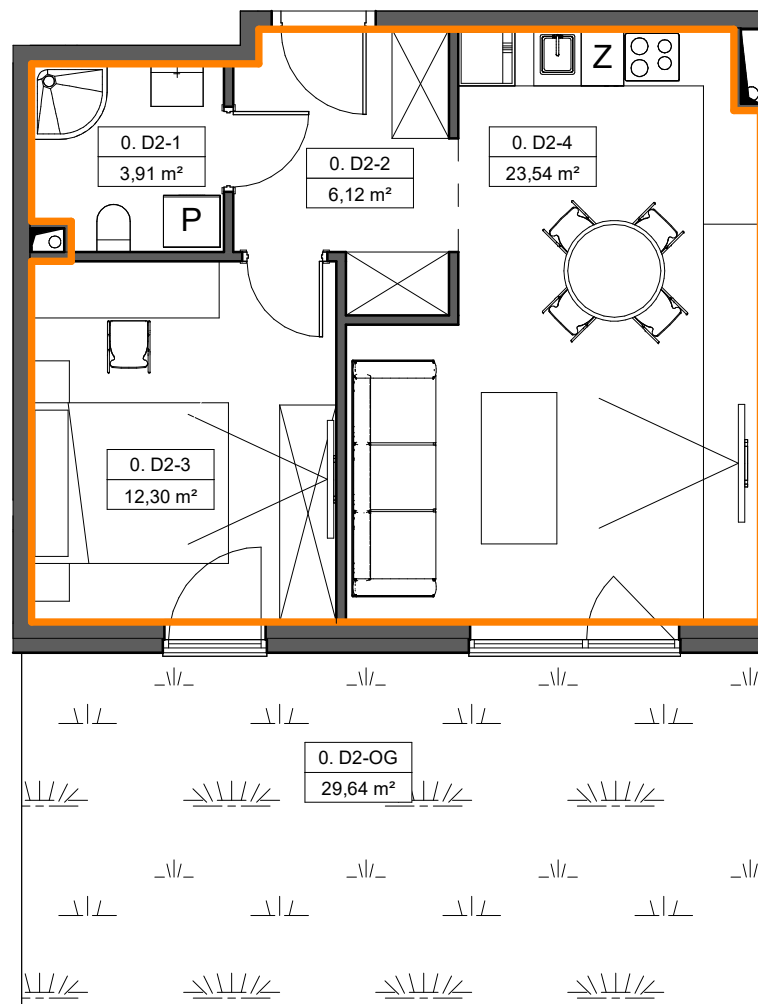 Z
0. D2-1
3,91 m²
0. D2-2
6,12 m²
0. D2-4
23,54 m²
P
0. D2-3
12,30 m²
0. D2-OG
29,64 m²